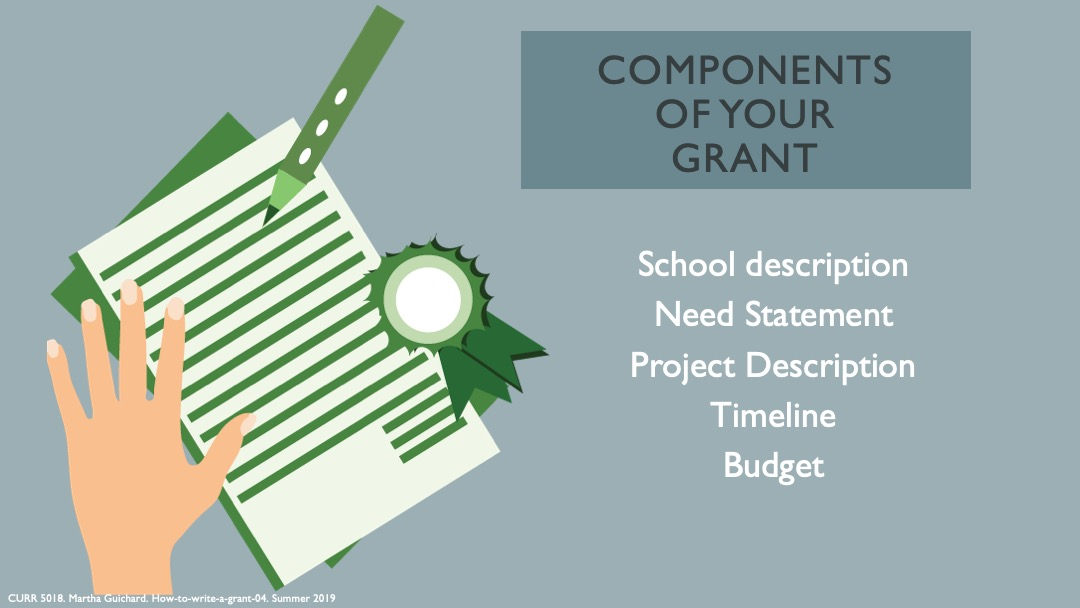 COMPONENTS
OF YOUR
GRANT
School description
Need Statement
Project Description
Timeline
Budget
CURR 5018. Martha Guichard. How-to-write-a-grant-04. Summer 2019